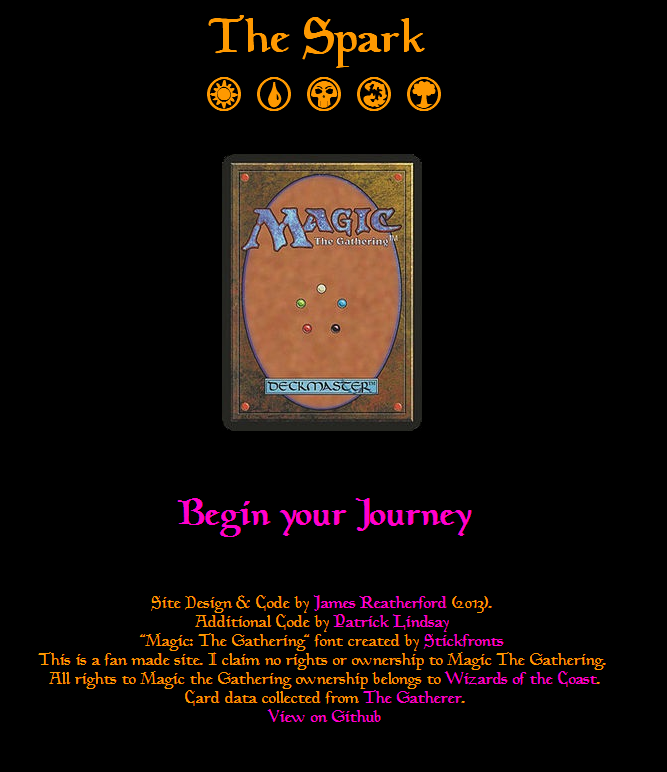 The Spark
MAGIC
The Gathering™
DECKMASTER™
Begin your Journey
Site Design & Code by James Reatherford (2013).
Additional Code by Patrick Lindsay
"Magic: The Gathering" font created by Stickfronts
This is a fan made site. I claim no rights or ownership to Magic The Gathering.
All rights to Magic the Gathering ownership belongs to Wizards of the Coast.
Card data collected from The Gatherer.
View on Github